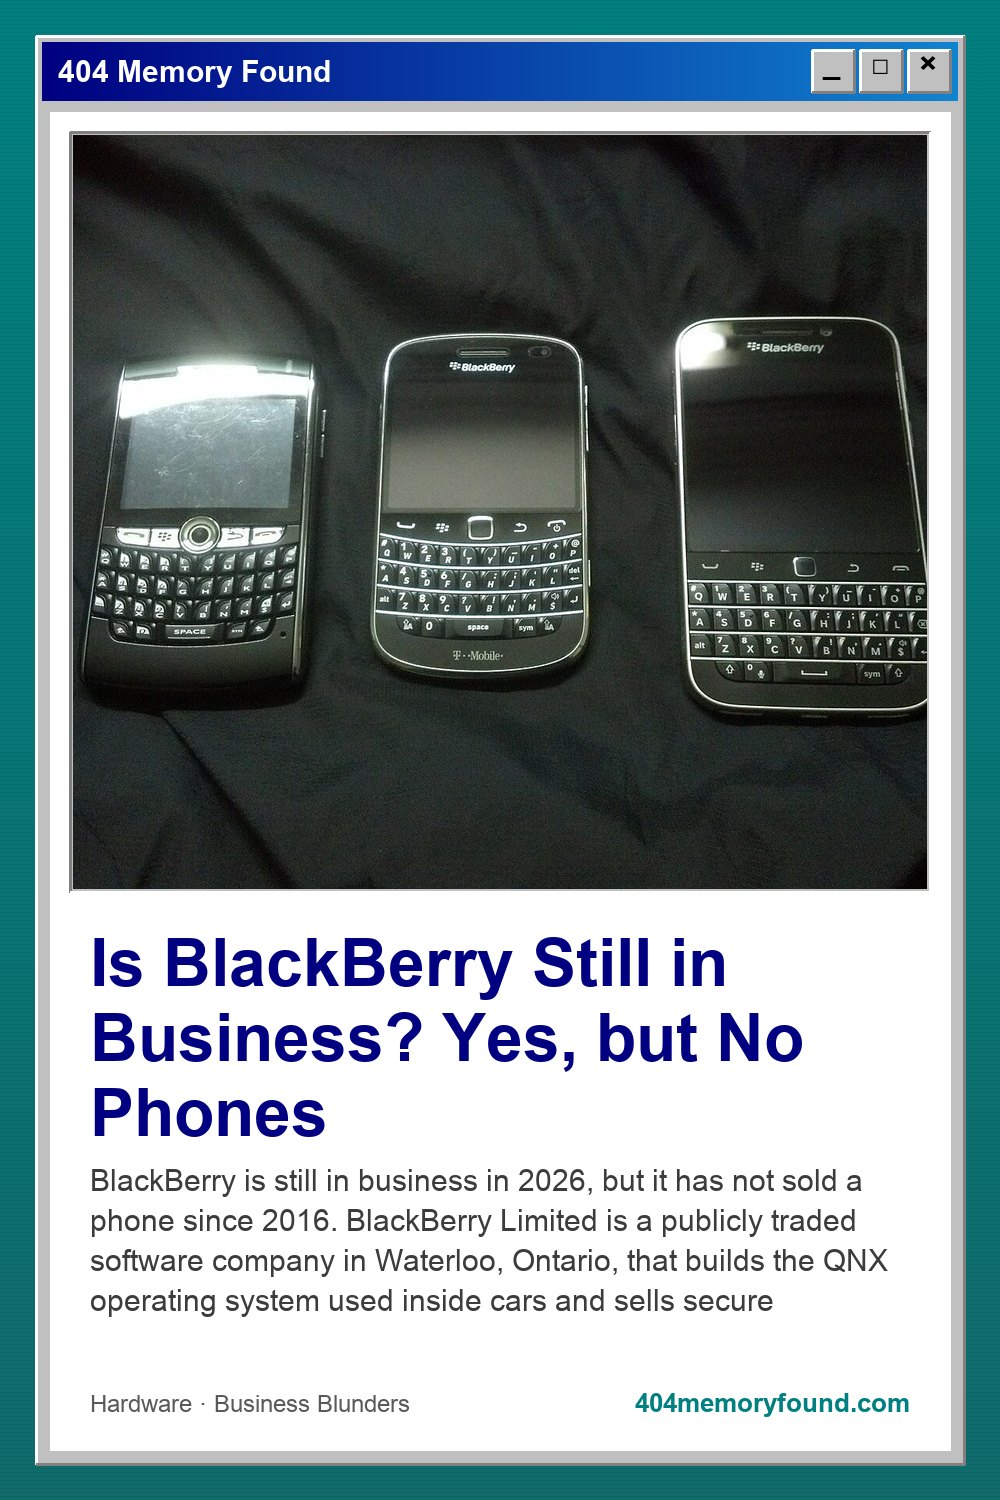 404 Memory Found
BlackBerry
BlackBerry
BlackBerry
SPACE
alt
space
sym
del
T··Mobile·
alt
sym
Is BlackBerry Still in
Business? Yes, but No
Phones
BlackBerry is still in business in 2026, but it has not sold a
phone since 2016. BlackBerry Limited is a publicly traded
software company in Waterloo, Ontario, that builds the QNX
operating system used inside cars and sells secure
Hardware · Business Blunders
404memoryfound.com